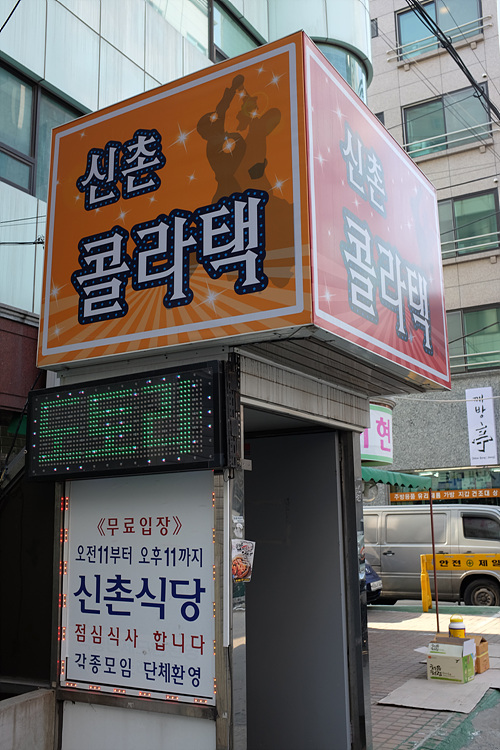 신촌
콜라텍
신촌
콜라텍
《무료입장》
오전11부터 오후11까지
신촌식당
점심식사 합니다
각종모임 단체환영
현
안전 제일